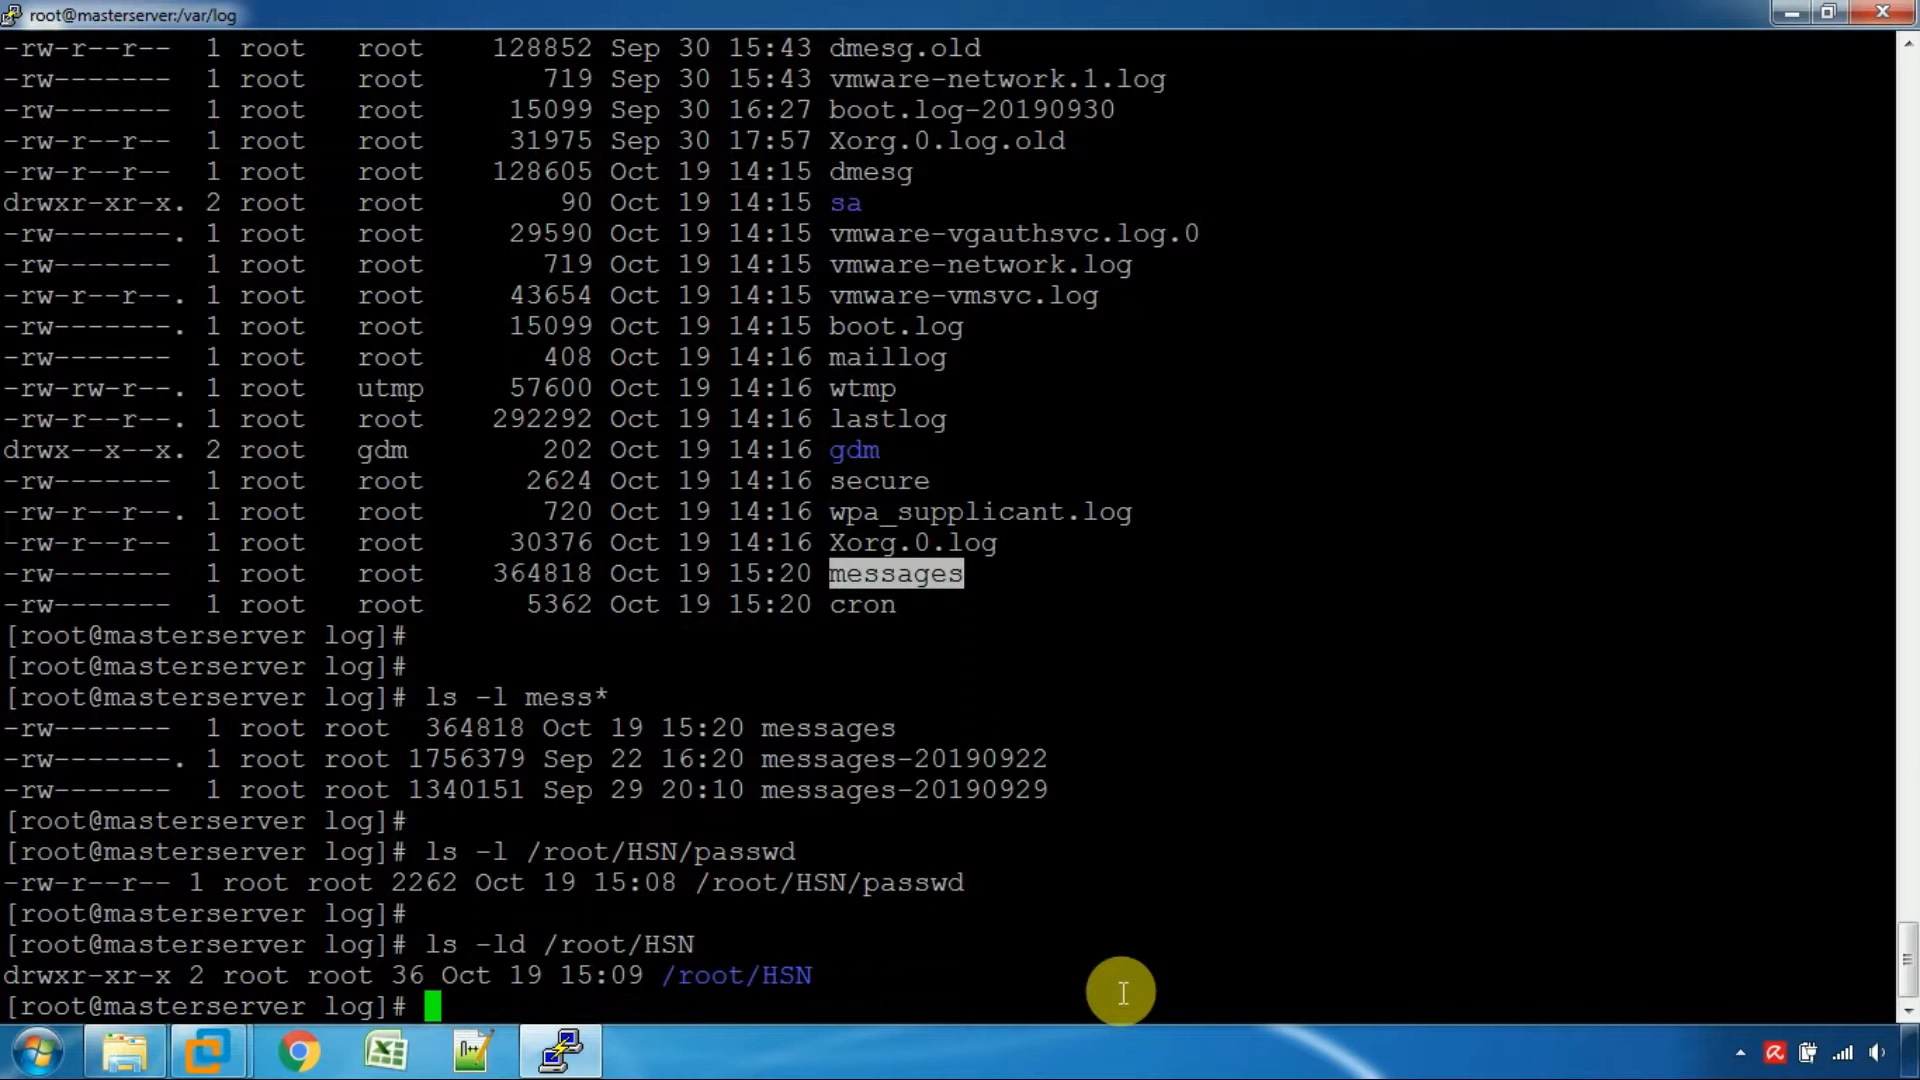 root@masterserver:/var/log
-rw-r--r-- 1 root root 128852 Sep 30 15:43 dmesg.old
-rw------- 1 root root 719 Sep 30 15:43 vmware-network.1.log
-rw------- 1 root root 15099 Sep 30 16:27 boot.log-20190930
-rw-r--r-- 1 root root 31975 Sep 30 17:57 Xorg.0.log.old
-rw-r--r-- 1 root root 128605 Oct 19 14:15 dmesg
drwxr-xr-x. 2 root root 90 Oct 19 14:15 sa
-rw-------. 1 root root 29590 Oct 19 14:15 vmware-vgauthsvc.log.0
-rw------- 1 root root 719 Oct 19 14:15 vmware-network.log
-rw-r--r--. 1 root root 43654 Oct 19 14:15 vmware-vmsvc.log
-rw-------. 1 root root 15099 Oct 19 14:15 boot.log
-rw------- 1 root root 408 Oct 19 14:16 maillog
-rw-rw-r--. 1 root utmp 57600 Oct 19 14:16 wtmp
-rw-r--r--. 1 root root 292292 Oct 19 14:16 lastlog
drwx--x--x. 2 root gdm 202 Oct 19 14:16 gdm
-rw------- 1 root root 2624 Oct 19 14:16 secure
-rw-r--r--. 1 root root 720 Oct 19 14:16 wpa_supplicant.log
-rw-r--r-- 1 root root 30376 Oct 19 14:16 Xorg.0.log
-rw------- 1 root root 364818 Oct 19 15:20 messages
-rw------- 1 root root 5362 Oct 19 15:20 cron
[root@masterserver log]#
[root@masterserver log]#
[root@masterserver log]# ls -l mess*
-rw------- 1 root root 364818 Oct 19 15:20 messages
-rw-------. 1 root root 1756379 Sep 22 16:20 messages-20190922
-rw------- 1 root root 1340151 Sep 29 20:10 messages-20190929
[root@masterserver log]#
[root@masterserver log]# ls -l /root/HSN/passwd
-rw-r--r-- 1 root root 2262 Oct 19 15:08 /root/HSN/passwd
[root@masterserver log]#
[root@masterserver log]# ls -ld /root/HSN
drwxr-xr-x 2 root root 36 Oct 19 15:09 /root/HSN
[root@masterserver log]#